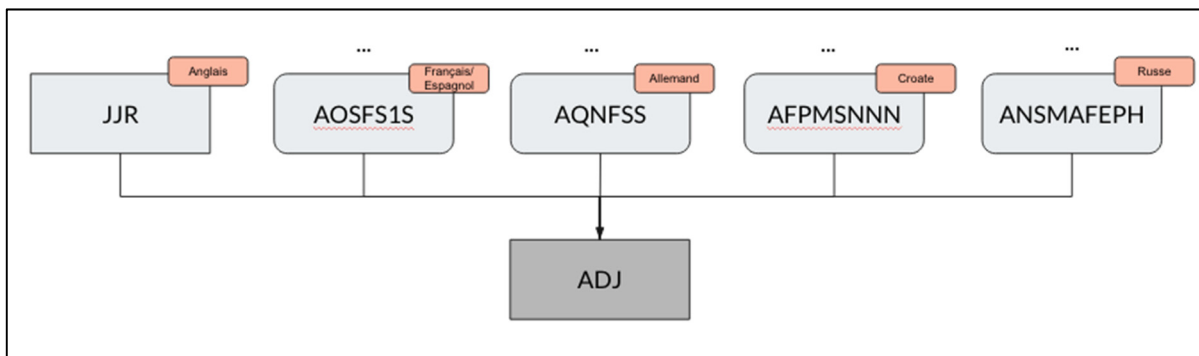 ... ... ... ...
Anglais
Français/
Espagnol
Allemand
Croate
Russe
JJR
AOSFS1S
AQNFSS
AFPMSNNN
ANSMAFEPH
ADJ